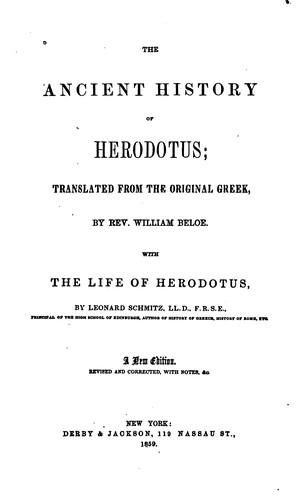 THE
ANCIENT HISTORY
OF
HERODOTUS;
TRANSLATED FROM THE ORIGINAL GREEK,
BY REV. WILLIAM BELOE.
WITH
THE LIFE OF HERODOTUS,
BY LEONARD SCHMITZ, LL.D., F.R.S.E.,
PRINCIPAL OF THE HIGH SCHOOL OF EDINBURGH, AUTHOR OF HISTORY OF GREECE, HISTORY OF ROME, ETC.
A New Edition.
REVISED AND CORRECTED, WITH NOTES, &c.
NEW YORK:
DERBY & JACKSON, 119 NASSAU ST.,
1859.